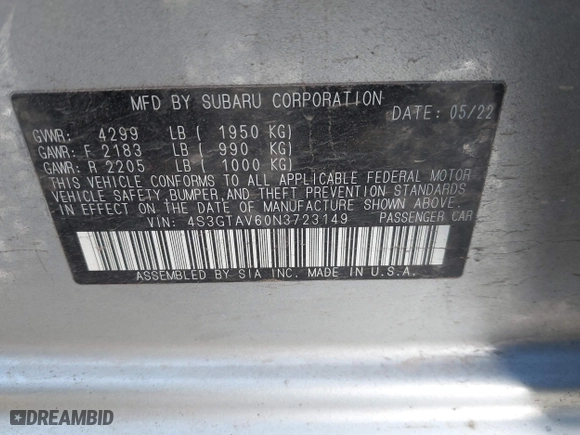 MFD BY SUBARU CORPORATION
DATE: 05/22
GVWR: 4299 LB ( 1950 KG)
GAWR: F 2183 LB ( 990 KG)
GAWR: R 2205 LB ( 1000 KG)
THIS VEHICLE CONFORMS TO ALL APPLICABLE FEDERAL MOTOR
VEHICLE SAFETY, BUMPER, AND THEFT PREVENTION STANDARDS
IN EFFECT ON THE DATE OF MANUFACTURE SHOWN ABOVE.
VIN: 4S3GTAV60N3723149 PASSENGER CAR
ASSEMBLED BY SIA INC. MADE IN U.S.A.
DREAMBID